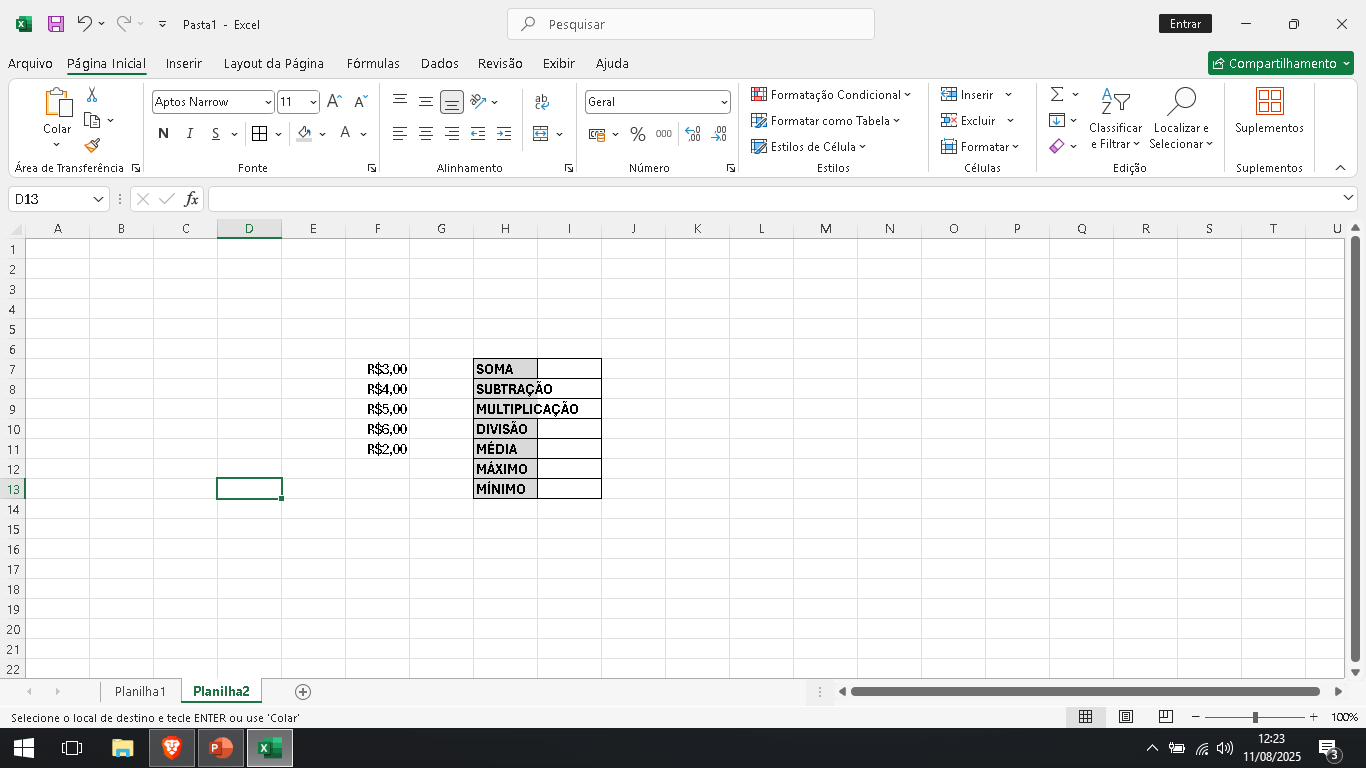 Pasta1 - Excel
Pesquisar
Entrar
Arquivo Página Inicial Inserir Layout da Página Fórmulas Dados Revisão Exibir Ajuda
Compartilhamento
Colar
Área de Transferência
Aptos Narrow 11
N I S A
Fonte
ab
Alinhamento
Geral
% 000
Número
Formatação Condicional
Formatar como Tabela
Estilos de Célula
Estilos
Inserir
Excluir
Formatar
Células
Classificar
e Filtrar
Localizar e
Selecionar
Edição
Suplementos
Suplementos
D13
fx
A B C D E F G H I J K L M N O P Q R S T U
1
2
3
4
5
6
7 R$3,00 SOMA
8 R$4,00 SUBTRAÇÃO
9 R$5,00 MULTIPLICAÇÃO
10 R$6,00 DIVISÃO
11 R$2,00 MÉDIA
12 MÁXIMO
13 MÍNIMO
14
15
16
17
18
19
20
21
22
Planilha1 Planilha2
Selecione o local de destino e tecle ENTER ou use 'Colar'
100%
12:23
11/08/2025
3